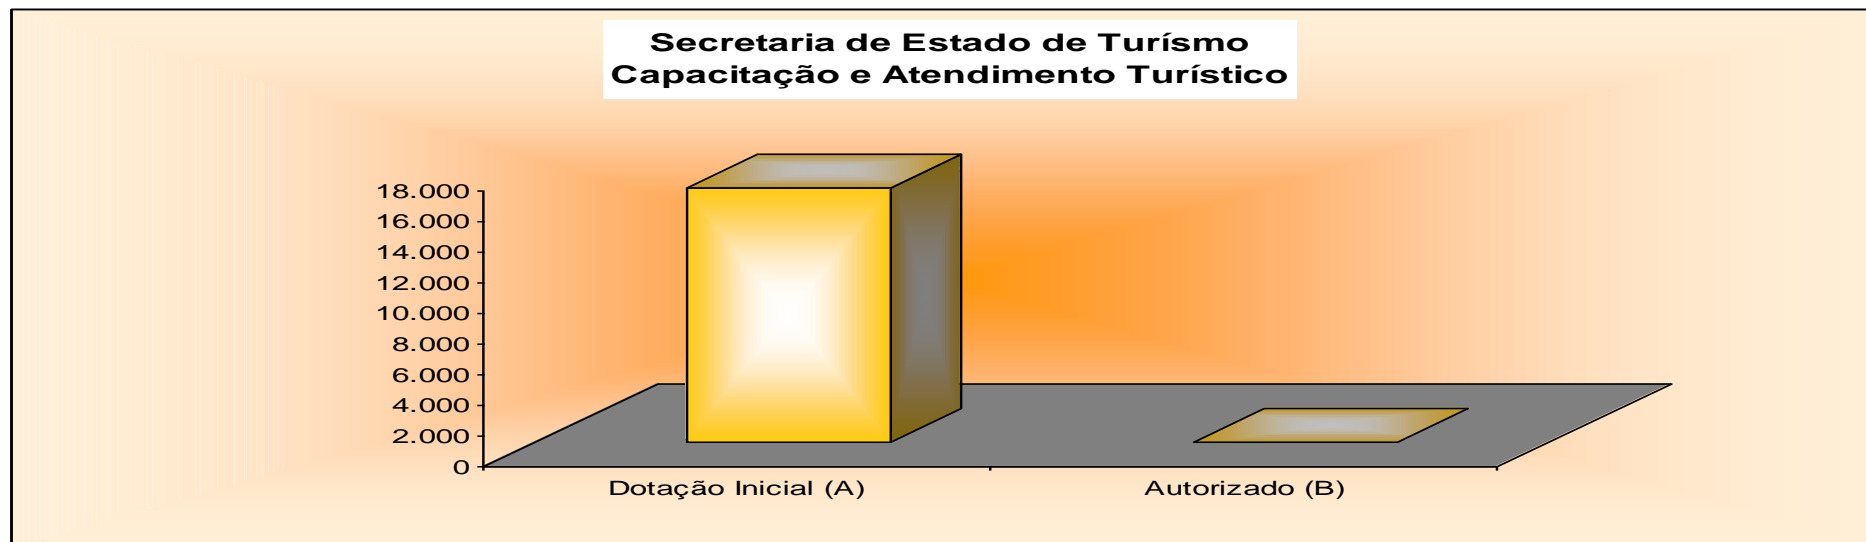 Secretaria de Estado de Turísmo
Capacitação e Atendimento Turístico
18.000
16.000
14.000
12.000
10.000
8.000
6.000
4.000
2.000
0
Dotação Inicial (A)
Autorizado (B)